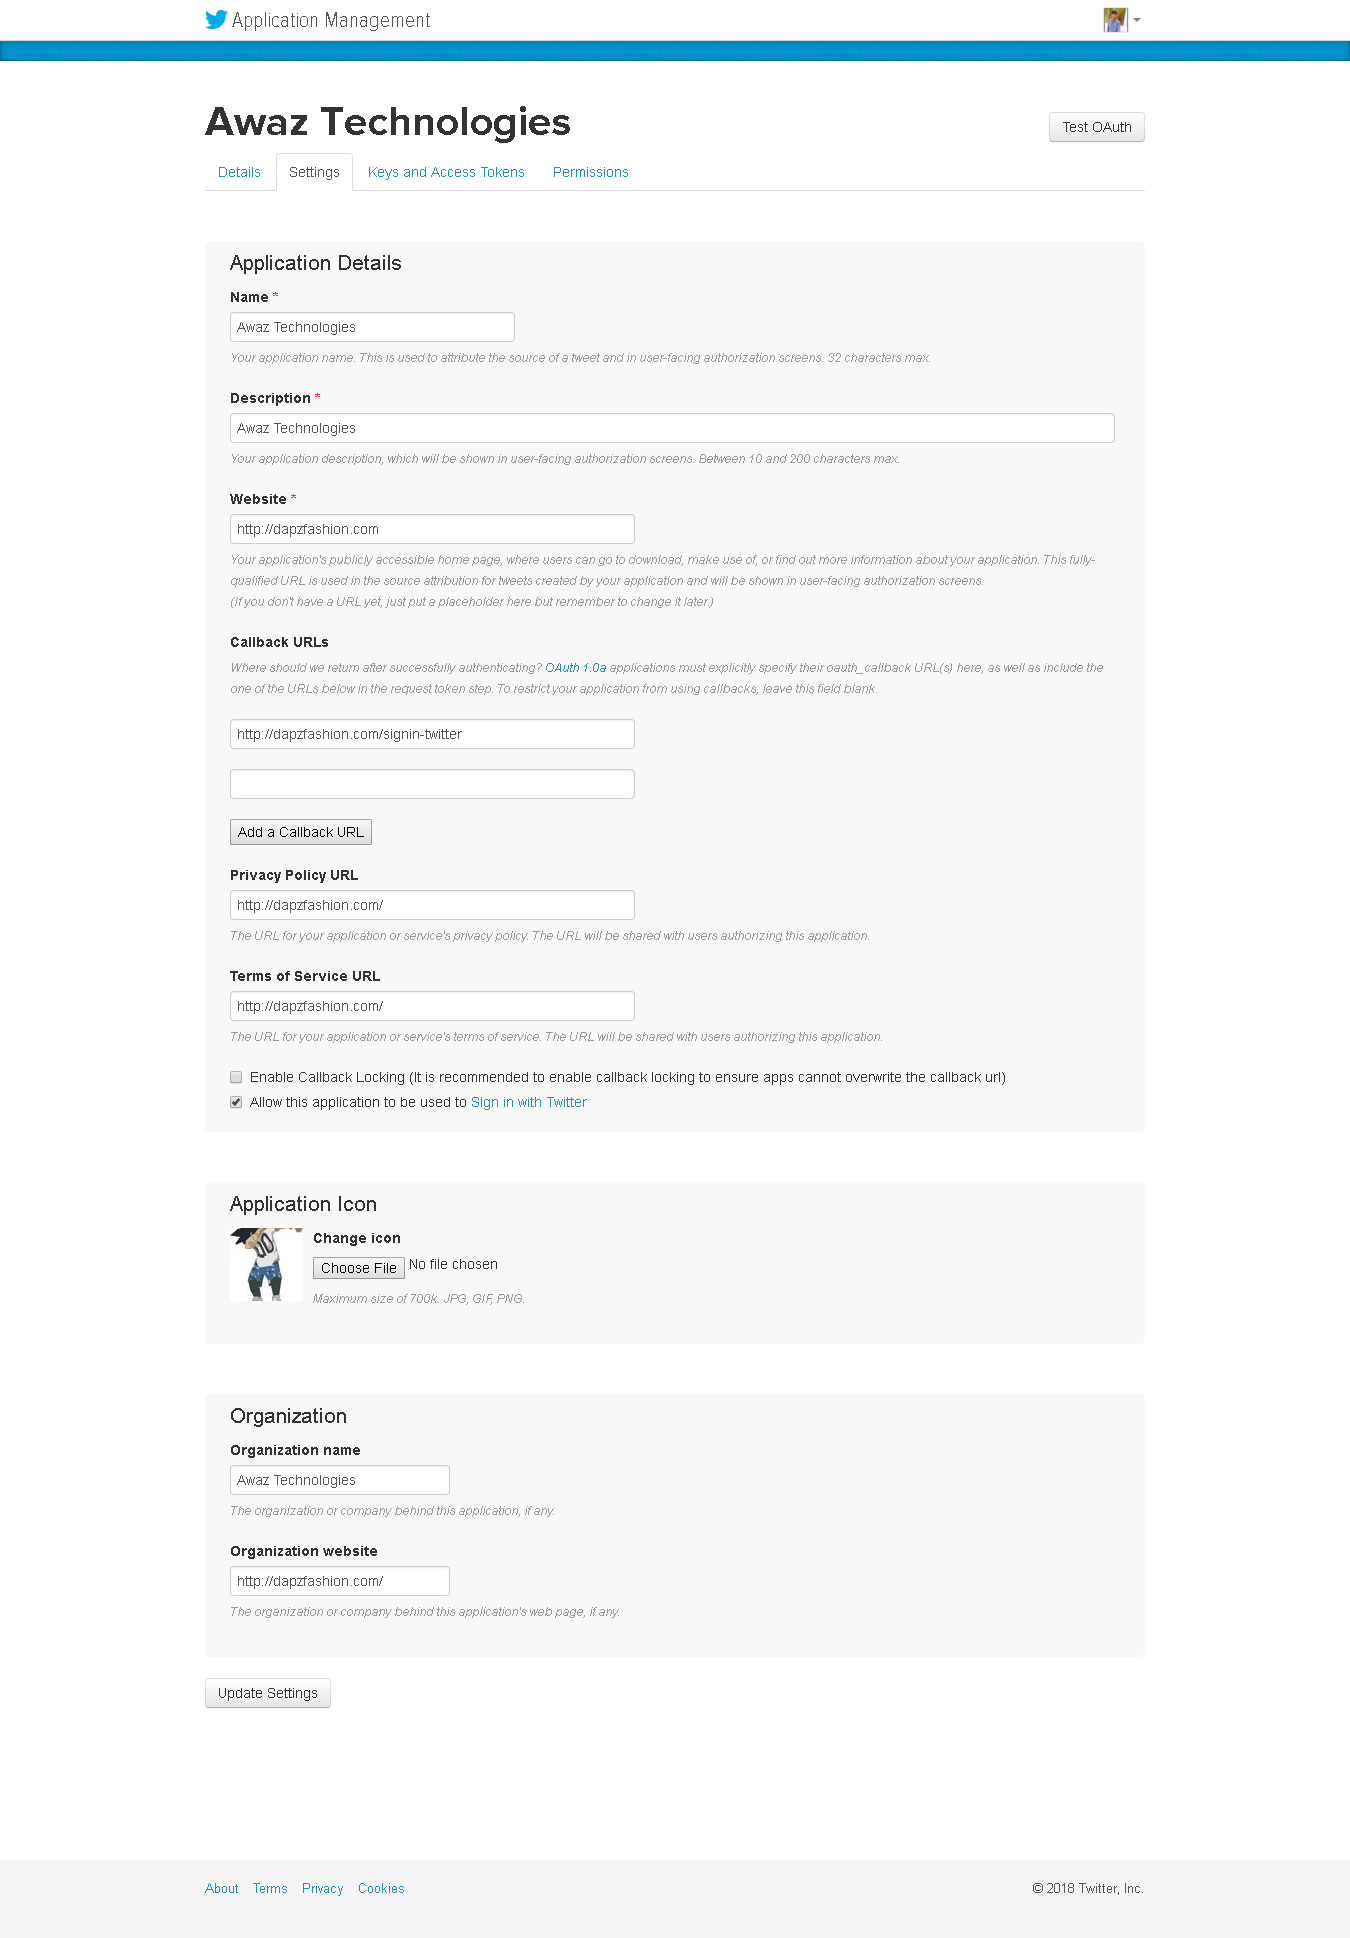 Application Management
Awaz Technologies
Test OAuth
Details
Settings
Keys and Access Tokens
Permissions
Application Details
Name *
Awaz Technologies
Your application name. This is used to attribute the source of a tweet and in user-facing authorization screens. 32 characters max.
Description *
Awaz Technologies
Your application description, which will be shown in user-facing authorization screens. Between 10 and 200 characters max.
Website *
http://dapzfashion.com
Your application's publicly accessible home page, where users can go to download, make use of, or find out more information about your application. This fully-
qualified URL is used in the source attribution for tweets created by your application and will be shown in user-facing authorization screens.
(If you don't have a URL yet, just put a placeholder here but remember to change it later.)
Callback URLs
Where should we return after successfully authenticating? OAuth 1.0a applications must explicitly specify their oauth_callback URL(s) here, as well as include the
one of the URLs below in the request token step. To restrict your application from using callbacks, leave this field blank.
http://dapzfashion.com/signin-twitter
Add a Callback URL
Privacy Policy URL
http://dapzfashion.com/
The URL for your application or service's privacy policy. The URL will be shared with users authorizing this application.
Terms of Service URL
http://dapzfashion.com/
The URL for your application or service's terms of service. The URL will be shared with users authorizing this application.
Enable Callback Locking (It is recommended to enable callback locking to ensure apps cannot overwrite the callback url)
Allow this application to be used to Sign in with Twitter
Application Icon
10
Change icon
Choose File No file chosen
Maximum size of 700k. JPG, GIF, PNG.
Organization
Organization name
Awaz Technologies
The organization or company behind this application, if any.
Organization website
http://dapzfashion.com/
The organization or company behind this application's web page, if any.
Update Settings
About Terms Privacy Cookies
© 2018 Twitter, Inc.